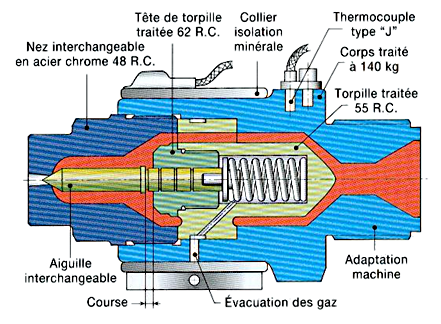 Nez interchangeable
en acier chrome 48 R.C.
Tête de torpille
traitée 62 R.C.
Collier
isolation
minérale
Thermocouple
type "J"
Corps traité
à 140 kg
Torpille traitée
55 R.C.
Aiguille
interchangeable
Course
Évacuation des gaz
Adaptation
machine